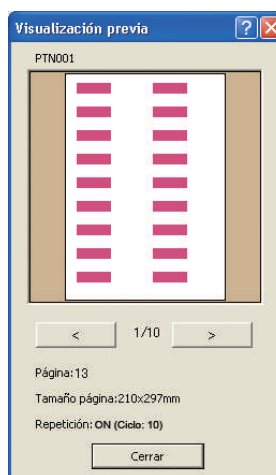 Visualización previa
PTN001
< 1/10 >
Página:13
Tamaño página:210x297mm
Repetición: ON (Ciclo: 10)
Cerrar